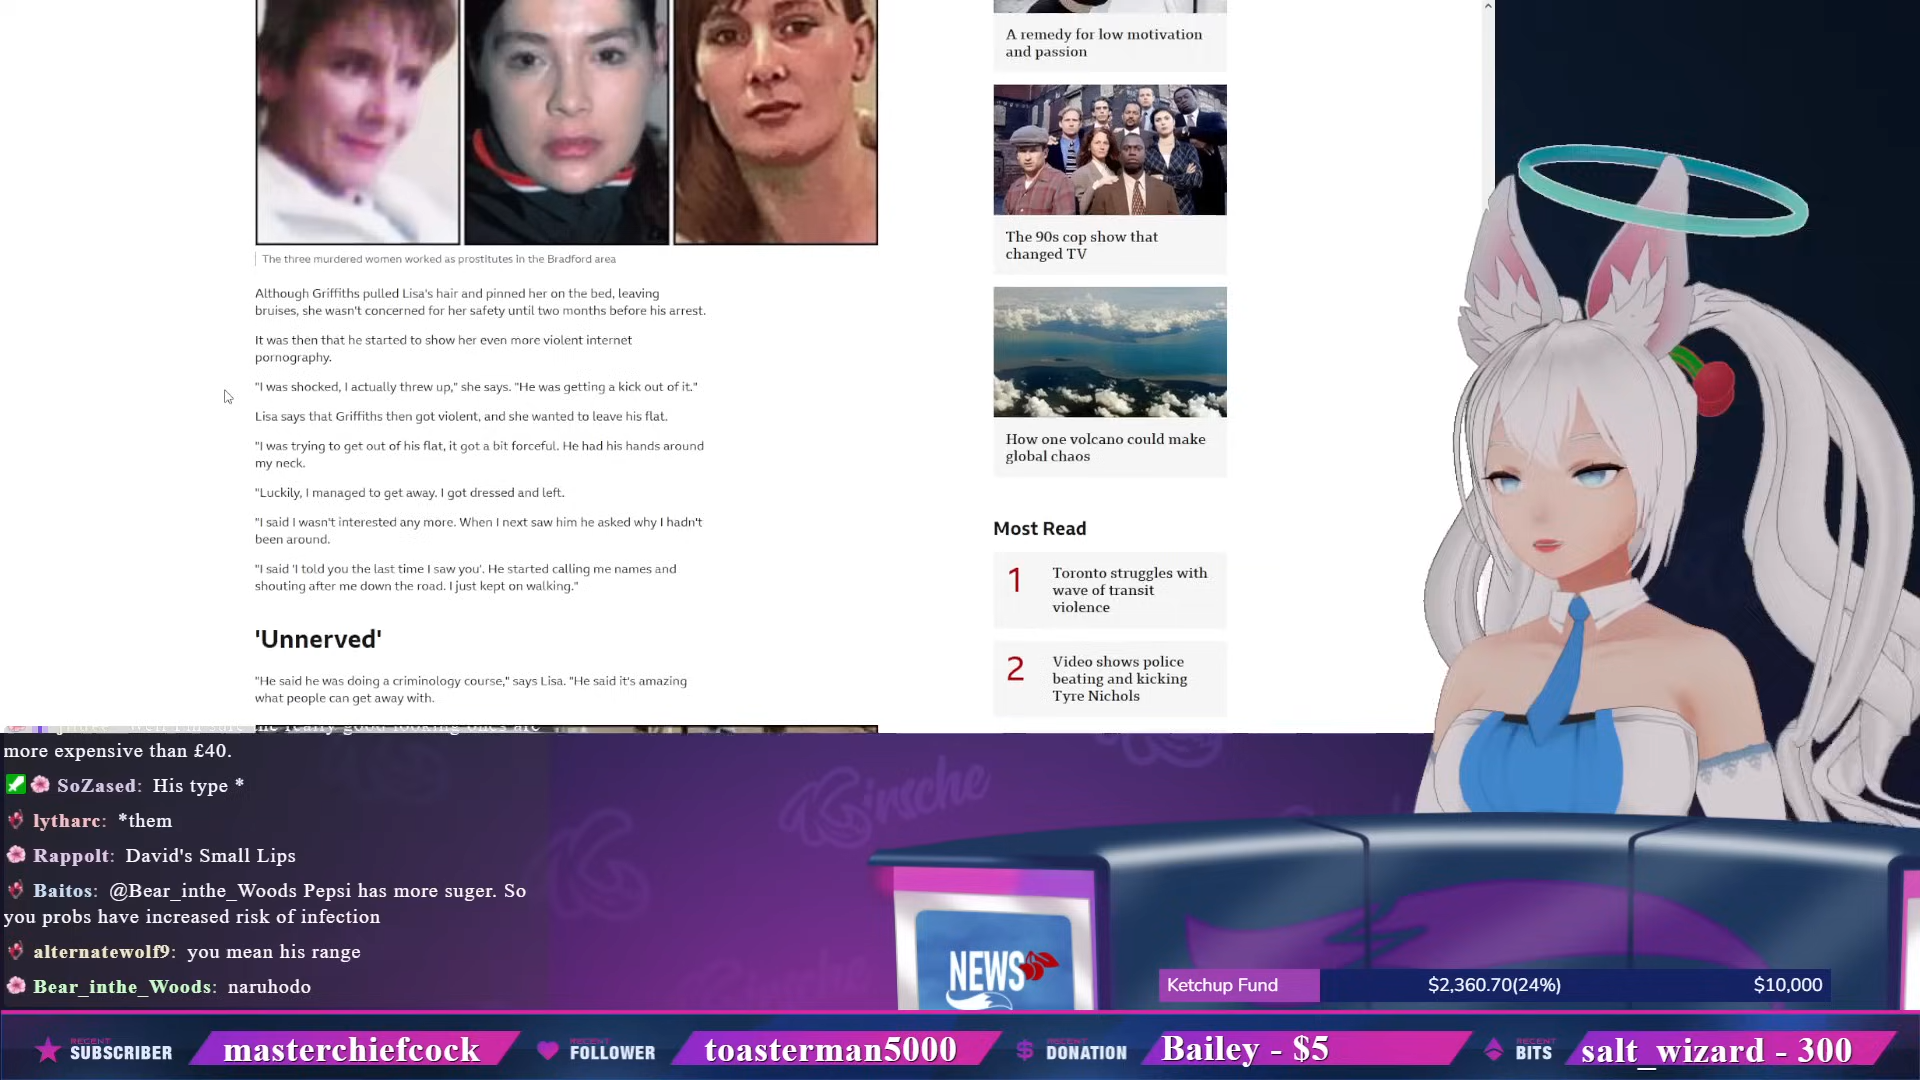 The three murdered women worked as prostitutes in the Bradford area
Although Griffiths pulled Lisa's hair and pinned her on the bed, leaving
bruises, she wasn't concerned for her safety until two months before his arrest.
It was then that he started to show her even more violent internet
pornography.
"I was shocked, I actually threw up," she says. "He was getting a kick out of it."
Lisa says that Griffiths then got violent, and she wanted to leave his flat.
"I was trying to get out of his flat, it got a bit forceful. He had his hands around
my neck.
"Luckily, I managed to get away. I got dressed and left.
"I said I wasn't interested any more. When I next saw him he asked why I hadn't
been around.
"I said 'I told you the last time I saw you'. He started calling me names and
shouting after me down the road. I just kept on walking."
'Unnerved'
"He said he was doing a criminology course," says Lisa. "He said it's amazing
what people can get away with.
A remedy for low motivation
and passion
The 90s cop show that
changed TV
How one volcano could make
global chaos
Most Read
1
Toronto struggles with
wave of transit
violence
2
Video shows police
beating and kicking
Tyre Nichols
really good looking ones are
more expensive than £40.
SoZased: His type *
lytharc: *them
Rappolt: David's Small Lips
Baitos: @Bear_inthe_Woods Pepsi has more suger. So
you probs have increased risk of infection
alternatewolf9: you mean his range
Bear_inthe_Woods: naruhodo
Girsche
NEWS
Ketchup Fund $2,360.70(24%) $10,000
RECENT SUBSCRIBER masterchiefcock
RECENT FOLLOWER toasterman5000
RECENT DONATION Bailey - $5
RECENT BITS salt_wizard - 300